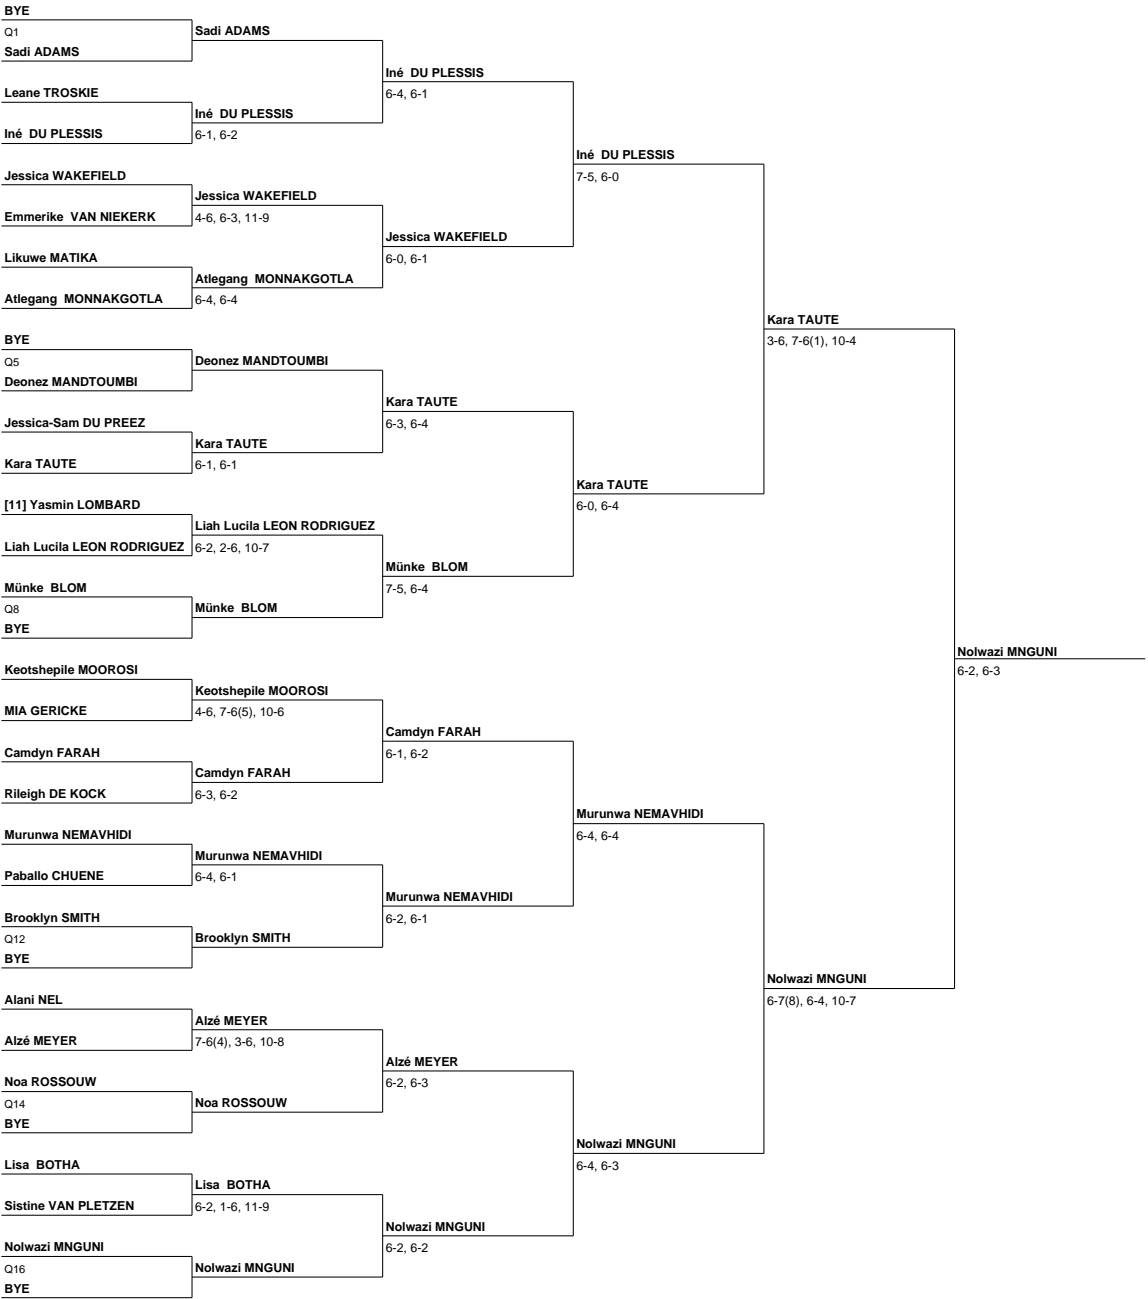 BYE
Q1
Sadi ADAMS
Sadi ADAMS
Leane TROSKIE
Iné  DU PLESSIS
Iné  DU PLESSIS
6-1, 6-2
Iné  DU PLESSIS
6-4, 6-1
Jessica WAKEFIELD
Emmerike  VAN NIEKERK
Jessica WAKEFIELD
4-6, 6-3, 11-9
Likuwe MATIKA
Atlegang  MONNAKGOTLA
Atlegang  MONNAKGOTLA
6-4, 6-4
Jessica WAKEFIELD
6-0, 6-1
Iné  DU PLESSIS
7-5, 6-0
BYE
Q5
Deonez MANDTOUMBI
Deonez MANDTOUMBI
Jessica-Sam DU PREEZ
Kara TAUTE
Kara TAUTE
6-1, 6-1
Kara TAUTE
6-3, 6-4
[11] Yasmin LOMBARD
Liah Lucila LEON RODRIGUEZ
Liah Lucila LEON RODRIGUEZ
6-2, 2-6, 10-7
Münke  BLOM
Q8
BYE
Münke  BLOM
Münke  BLOM
7-5, 6-4
Kara TAUTE
6-0, 6-4
Kara TAUTE
3-6, 7-6(1), 10-4
Keotshepile MOOROSI
MIA GERICKE
Keotshepile MOOROSI
4-6, 7-6(5), 10-6
Camdyn FARAH
Rileigh DE KOCK
Camdyn FARAH
6-3, 6-2
Camdyn FARAH
6-1, 6-2
Murunwa NEMAVHIDI
Paballo CHUENE
Murunwa NEMAVHIDI
6-4, 6-1
Brooklyn SMITH
Q12
BYE
Brooklyn SMITH
Murunwa NEMAVHIDI
6-2, 6-1
Murunwa NEMAVHIDI
6-4, 6-4
Alani NEL
Alzé MEYER
Alzé MEYER
7-6(4), 3-6, 10-8
Noa ROSSOUW
Q14
BYE
Noa ROSSOUW
Alzé MEYER
6-2, 6-3
Lisa  BOTHA
Sistine VAN PLETZEN
Lisa  BOTHA
6-2, 1-6, 11-9
Nolwazi MNGUNI
Q16
BYE
Nolwazi MNGUNI
Nolwazi MNGUNI
6-2, 6-2
Nolwazi MNGUNI
6-4, 6-3
Nolwazi MNGUNI
6-7(8), 6-4, 10-7
Nolwazi MNGUNI
6-2, 6-3